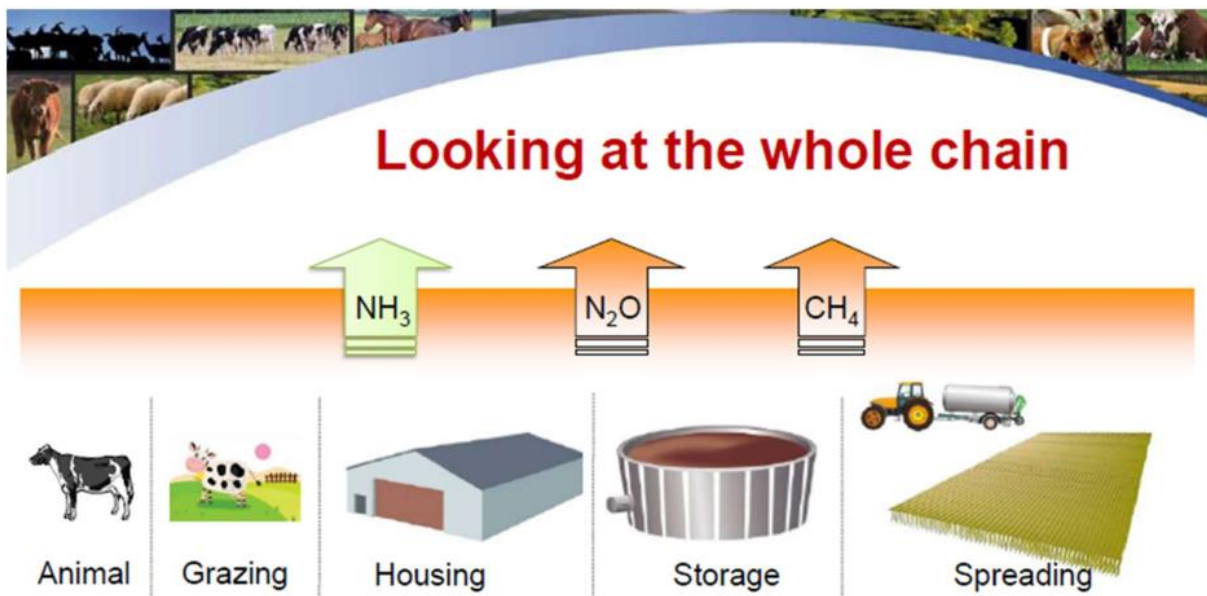 Looking at the whole chain
NH₃ N₂O CH₄
Animal Grazing Housing Storage Spreading